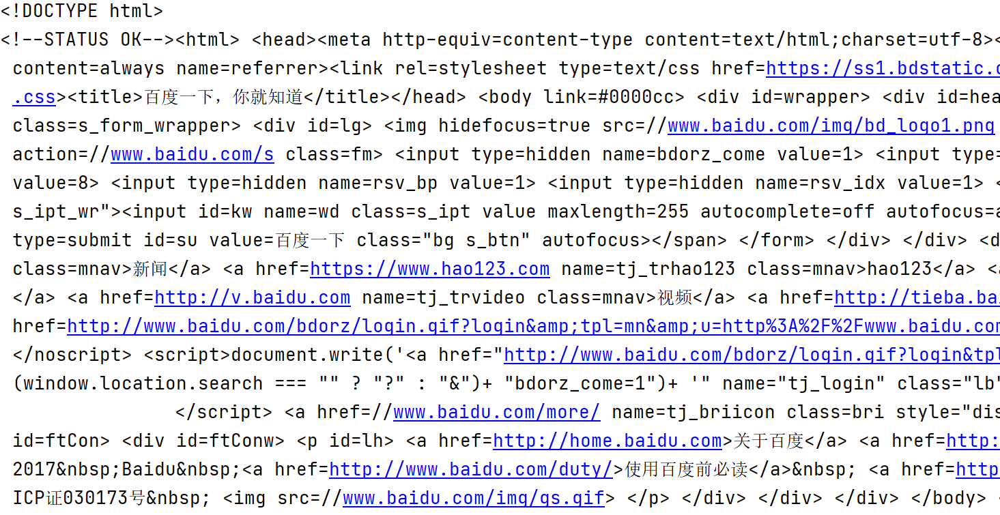 <!DOCTYPE html>
<!--STATUS OK--><html> <head><meta http-equiv=content-type content=text/html;charset=utf-8><
content=always name=referrer><link rel=stylesheet type=text/css href=https://ss1.bdstatic.c
.css><title>百度一下，你就知道</title></head> <body link=#0000cc> <div id=wrapper> <div id=hea
class=s_form_wrapper> <div id=lg> <img hidefocus=true src=//www.baidu.com/img/bd_logo1.png
action=//www.baidu.com/s class=fm> <input type=hidden name=bdorz_come value=1> <input type=
value=8> <input type=hidden name=rsv_bp value=1> <input type=hidden name=rsv_idx value=1> <
s_ipt_wr"><input id=kw name=wd class=s_ipt value maxlength=255 autocomplete=off autofocus=a
type=submit id=su value=百度一下 class="bg s_btn" autofocus></span> </form> </div> </div> <d
class=mnav>新闻</a> <a href=https://www.hao123.com name=tj_trhao123 class=mnav>hao123</a> <a
</a> <a href=http://v.baidu.com name=tj_trvideo class=mnav>视频</a> <a href=http://tieba.bai
href=http://www.baidu.com/bdorz/login.gif?login&amp;tpl=mn&amp;u=http%3A%2F%2Fwww.baidu.com
</noscript> <script>document.write('<a href="http://www.baidu.com/bdorz/login.gif?login&tpl
(window.location.search === "" ? "?" : "&")+ "bdorz_come=1")+ '" name="tj_login" class="lb"
</script> <a href=//www.baidu.com/more/ name=tj_briicon class=bri style="dis
id=ftCon> <div id=ftConw> <p id=lh> <a href=http://home.baidu.com>关于百度</a> <a href=http:
2017&nbsp;Baidu&nbsp;<a href=http://www.baidu.com/duty/>使用百度前必读</a>&nbsp; <a href=http
ICP证030173号&nbsp; <img src=//www.baidu.com/img/gs.gif> </p> </div> </div> </div> </body> <